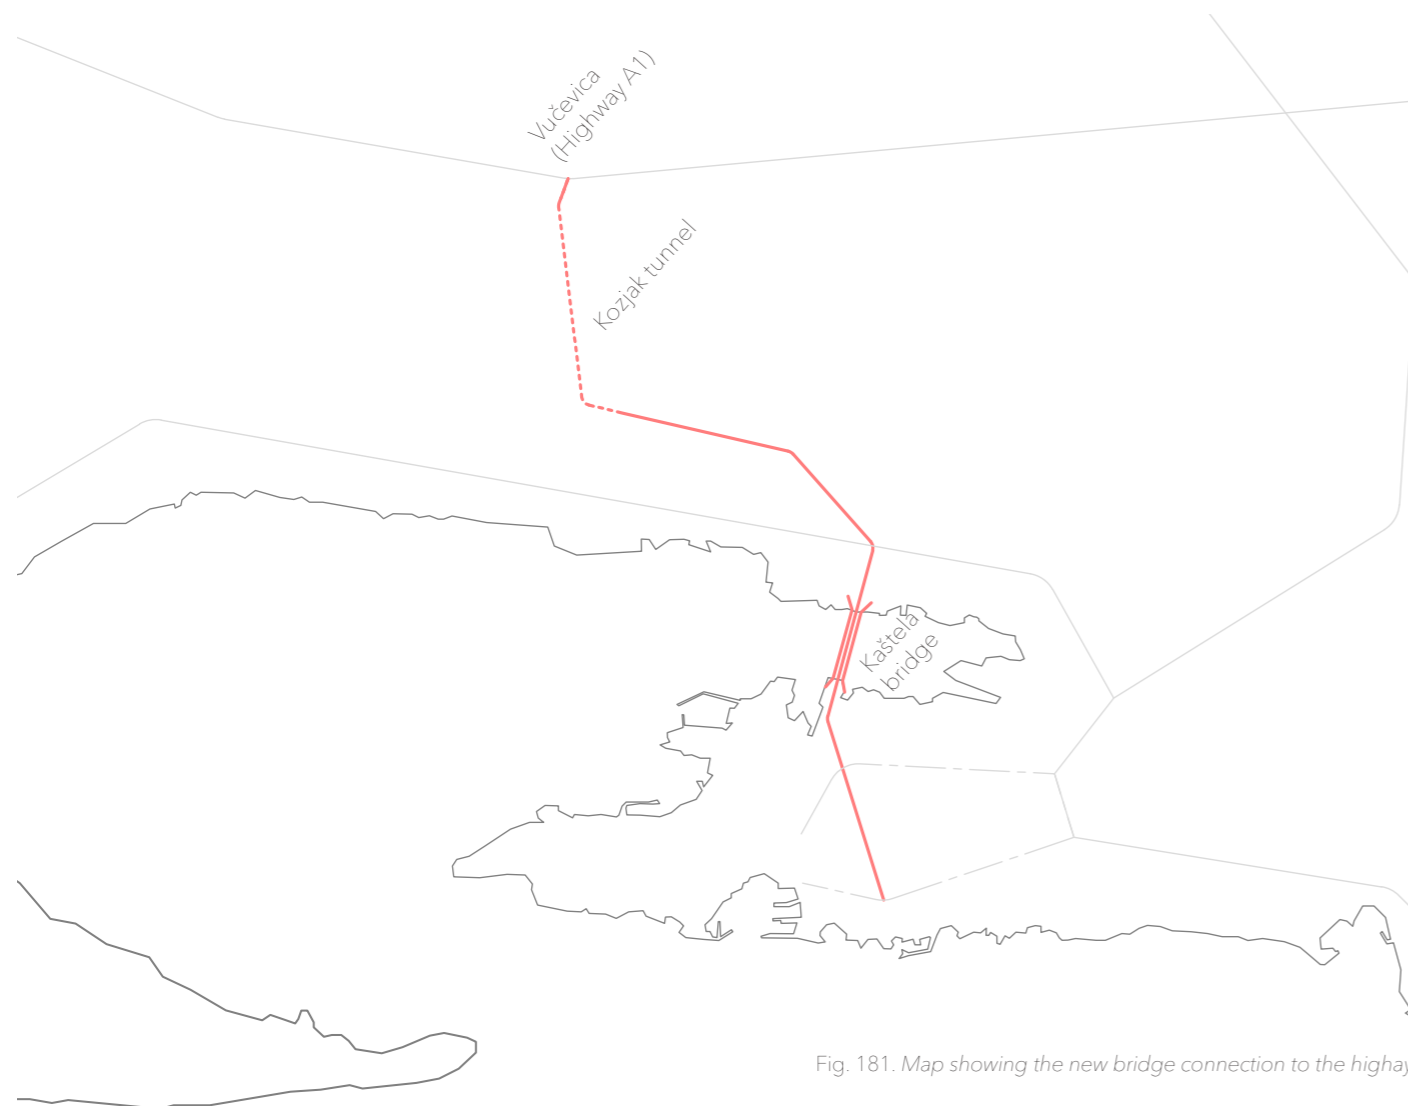 Vučevica
(Highway A1)
Kozjak tunnel
Kaštela
bridge
Fig. 181. Map showing the new bridge connection to the highay